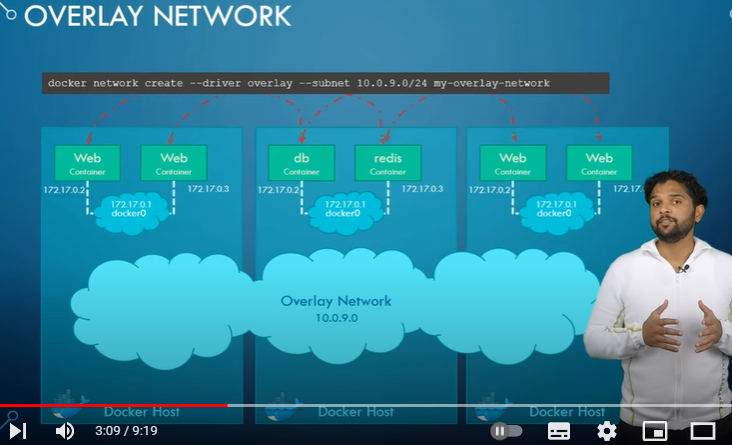 OVERLAY NETWORK
docker network create --driver overlay --subnet 10.0.9.0/24 my-overlay-network
Web
Container
Web
Container
db
Container
redis
Container
Web
Container
Web
Container
172.17.0.2
172.17.0.3
172.17.0.2
172.17.0.3
172.17.0.2
172.17.0.
172.17.0.1
docker0
172.17.0.1
docker0
172.17.0.1
docker0
Overlay Network
10.0.9.0
Docker Host
Docker Host
Docker Host
3:09 / 9:19